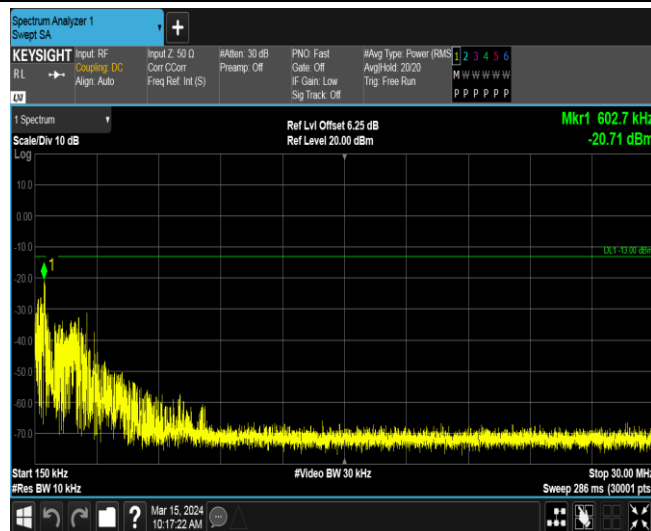 Spectrum Analyzer 1
Swept SA
+
KEYSIGHT
RL
LXI
Input: RF
Coupling: DC
Align: Auto
Input Z: 50 Ω
Corr CCorr
Freq Ref: Int (S)
#Atten: 30 dB
Preamp: Off
PNO: Fast
Gate: Off
IF Gain: Low
Sig Track: Off
#Avg Type: Power (RMS
Avg|Hold: 20/20
Trig: Free Run
1 2 3 4 5 6
M W W W W W
P P P P P P
1 Spectrum
Scale/Div 10 dB
Ref Lvl Offset 6.25 dB
Ref Level 20.00 dBm
Mkr1 602.7 kHz
-20.71 dBm
Log
10.0
0.00
-10.0
DL1 -13.00 dBm
1
-20.0
-30.0
-40.0
-50.0
-60.0
-70.0
Start 150 kHz
#Video BW 30 kHz
Stop 30.00 MHz
#Res BW 10 kHz
Sweep 286 ms (30001 pts
?
Mar 15, 2024
10:17:22 AM